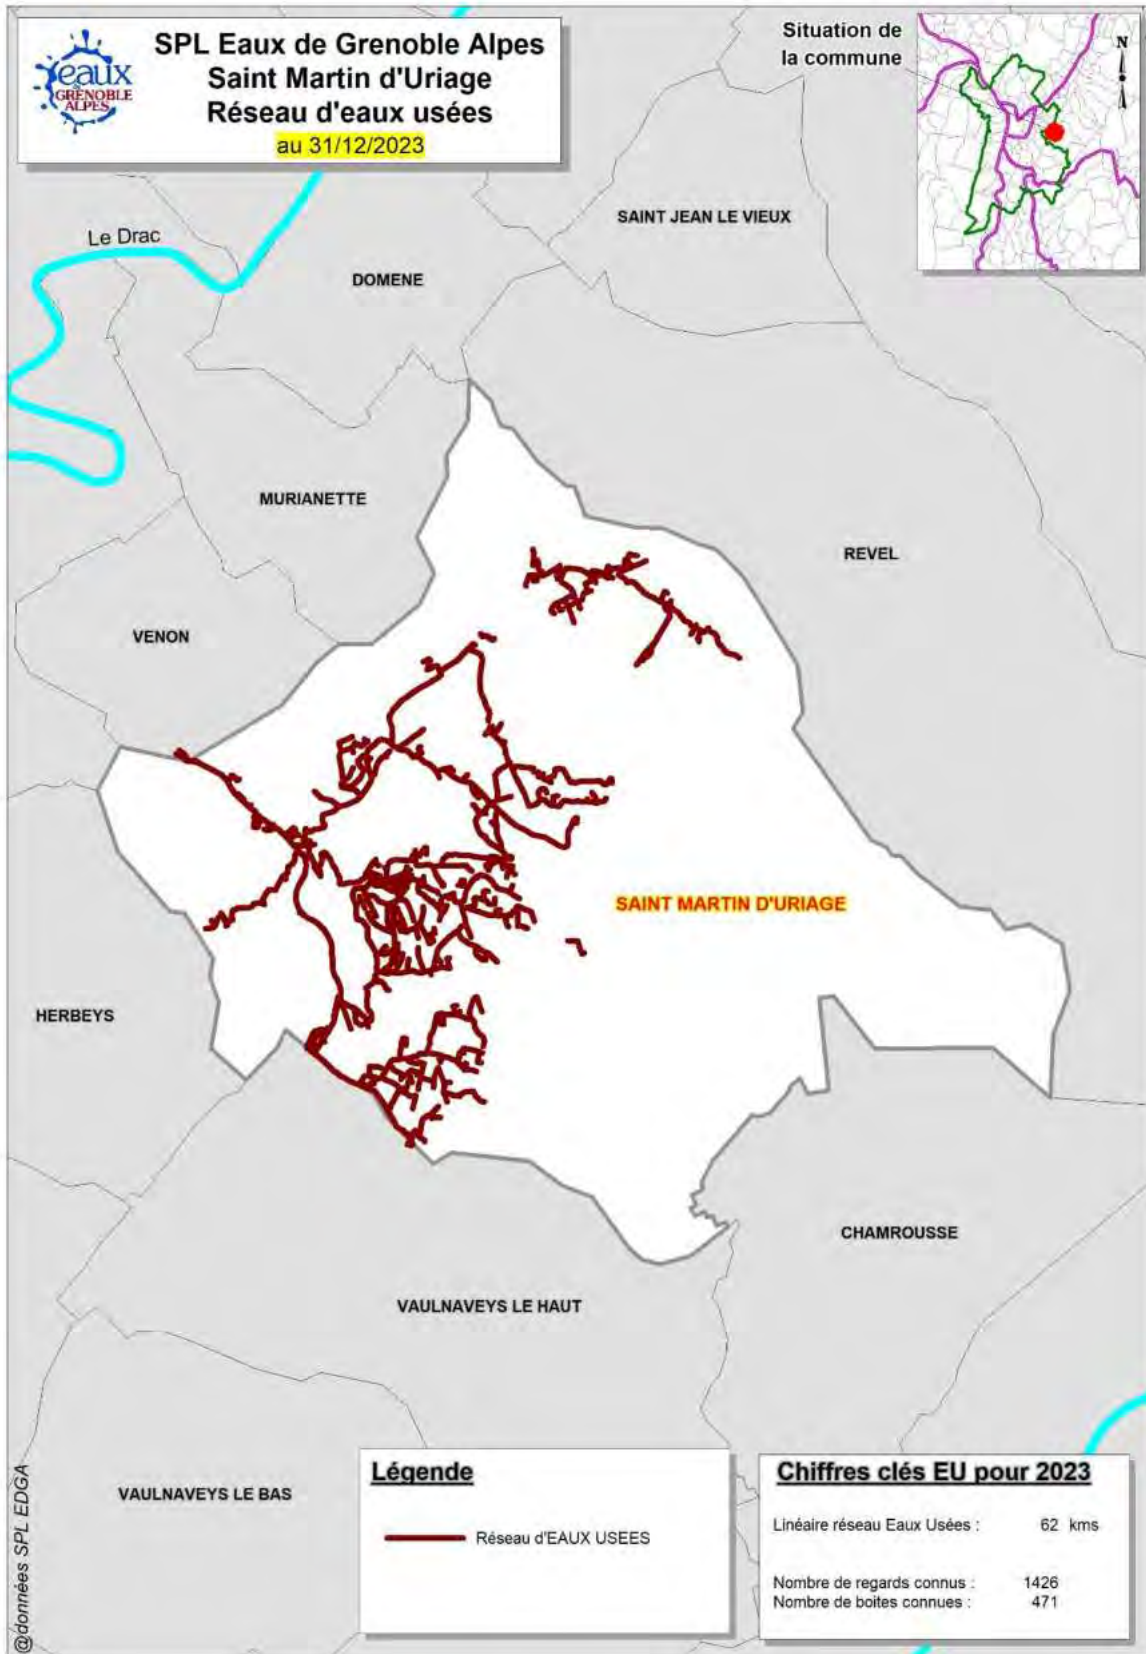 eaux
de
GRENOBLE
ALPES
SPL Eaux de Grenoble Alpes
Saint Martin d'Uriage
Réseau d'eaux usées
au 31/12/2023
Situation de
la commune
N
Le Drac
SAINT JEAN LE VIEUX
DOMENE
MURIANETTE
REVEL
VENON
SAINT MARTIN D'URIAGE
HERBEYS
CHAMROUSSE
VAULNAVEYS LE HAUT
VAULNAVEYS LE BAS
@données SPL EDGA
Légende
Réseau d'EAUX USEES
Chiffres clés EU pour 2023
Linéaire réseau Eaux Usées : 62 kms
Nombre de regards connus : 1426
Nombre de boites connues : 471